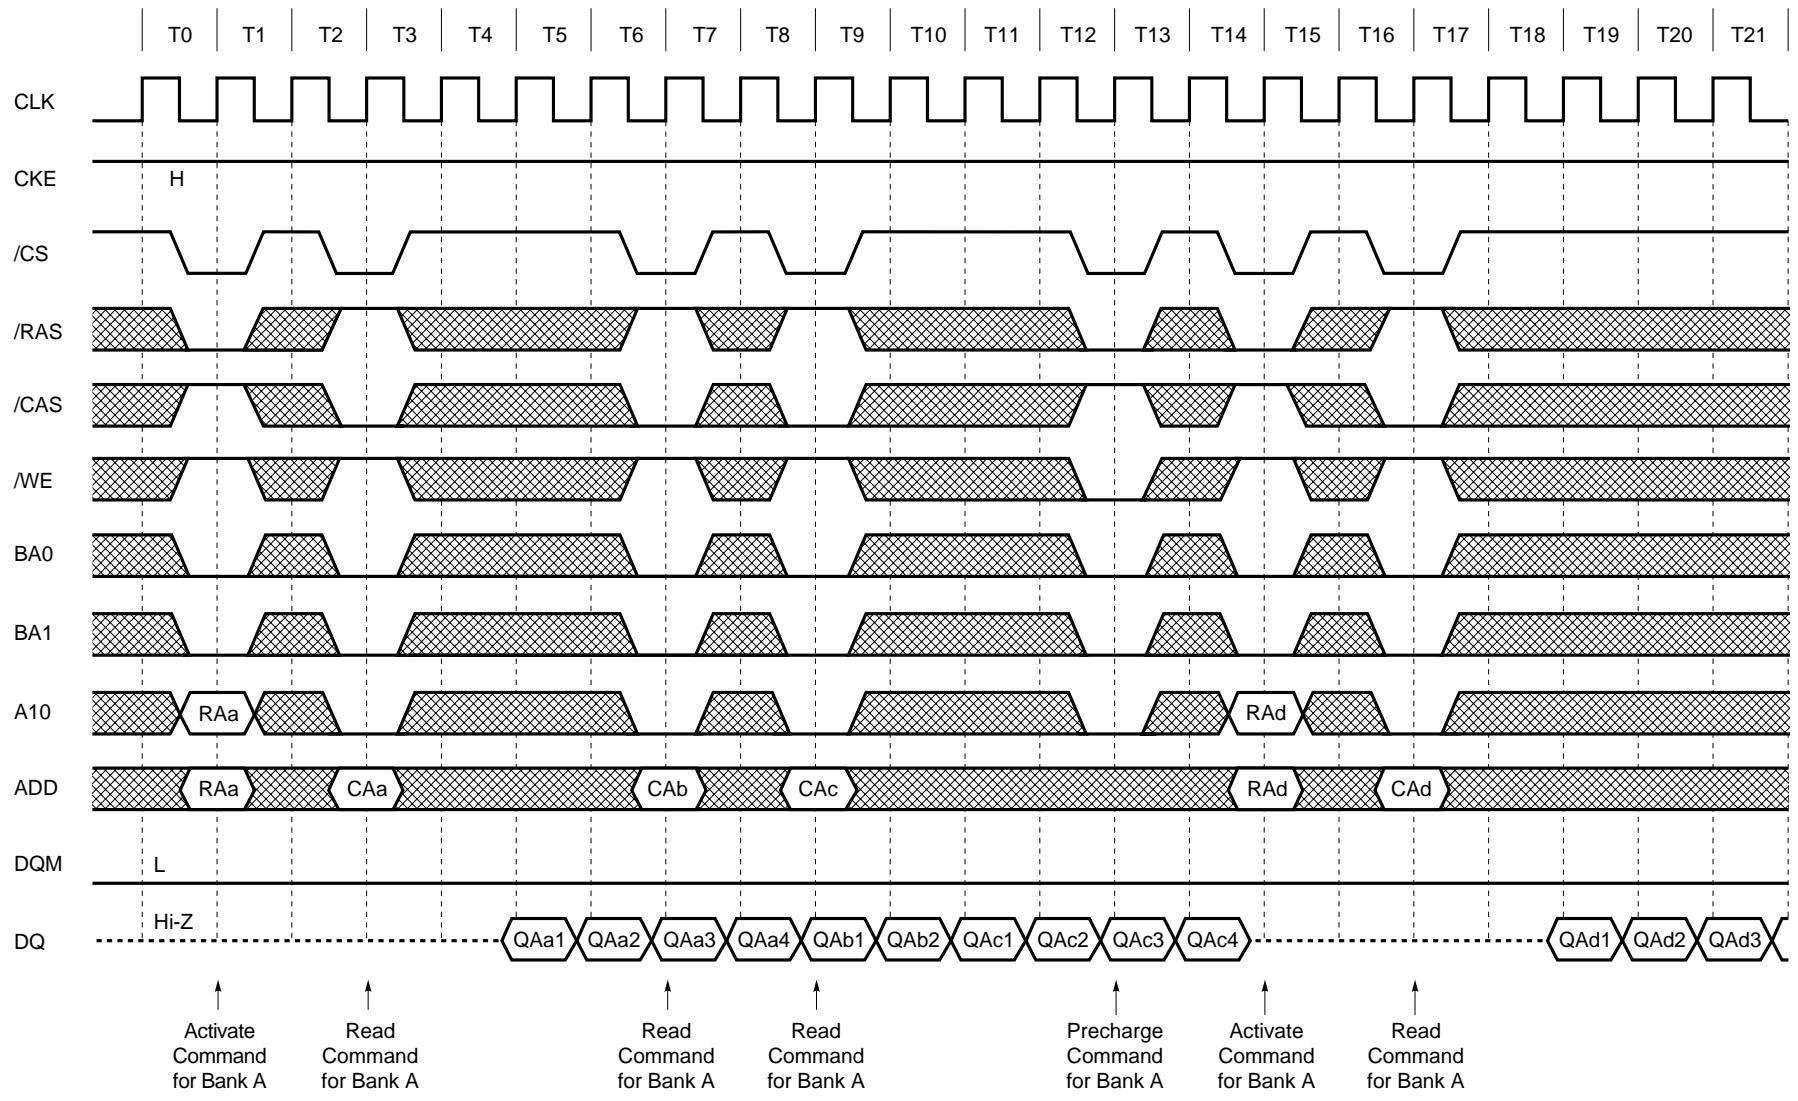 T0 T1 T2 T3 T4 T5 T6 T7 T8 T9 T10 T11 T12 T13 T14 T15 T16 T17 T18 T19 T20 T21
CLK
CKE H
/CS
/RAS
/CAS
/WE
BA0
BA1
A10 RAa RAd
ADD RAa CAa CAb CAc RAd CAd
DQM L
Hi-Z
DQ QAa1 QAa2 QAa3 QAa4 QAb1 QAb2 QAc1 QAc2 QAc3 QAc4 QAd1 QAd2 QAd3
Activate Read Read Read Precharge Activate Read
Command Command Command Command Command Command Command
for Bank A for Bank A for Bank A for Bank A for Bank A for Bank A for Bank A